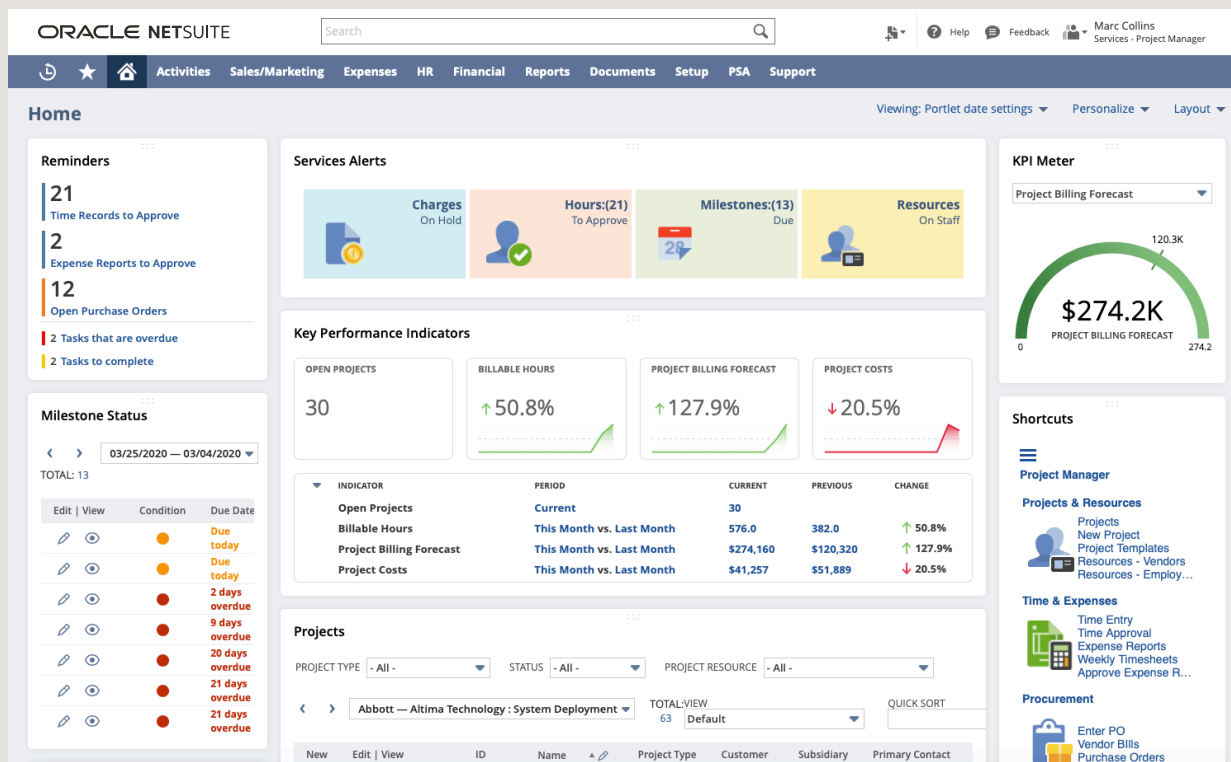 ORACLE NETSUITE
Search
Help
Feedback
Marc Collins
Services - Project Manager
Activities Sales/Marketing Expenses HR Financial Reports Documents Setup PSA Support
Home
Viewing: Portlet date settings Personalize Layout
Reminders
21
Time Records to Approve
2
Expense Reports to Approve
12
Open Purchase Orders
2 Tasks that are overdue
2 Tasks to complete
Milestone Status
03/25/2020 — 03/04/2020
TOTAL: 13
Edit | View Condition Due Date
Due
today
Due
today
2 days
overdue
9 days
overdue
20 days
overdue
21 days
overdue
21 days
overdue
Services Alerts
Charges
On Hold
Hours:(21)
To Approve
Milestones:(13)
Due
28
Resources
On Staff
Key Performance Indicators
OPEN PROJECTS
30
BILLABLE HOURS
50.8%
PROJECT BILLING FORECAST
127.9%
PROJECT COSTS
20.5%
INDICATOR PERIOD CURRENT PREVIOUS CHANGE
Open Projects Current 30
Billable Hours This Month vs. Last Month 576.0 382.0 50.8%
Project Billing Forecast This Month vs. Last Month $274,160 $120,320 127.9%
Project Costs This Month vs. Last Month $41,257 $51,889 20.5%
Projects
PROJECT TYPE - All - STATUS - All - PROJECT RESOURCE - All -
Abbott — Altima Technology : System Deployment
TOTAL:
63
VIEW
Default
QUICK SORT
New Edit | View ID Name Project Type Customer Subsidiary Primary Contact
KPI Meter
Project Billing Forecast
120.3K
$274.2K
PROJECT BILLING FORECAST
0
274.2
Shortcuts
Project Manager
Projects & Resources
Projects
New Project
Project Templates
Resources - Vendors
Resources - Employ...
Time & Expenses
Time Entry
Time Approval
Expense Reports
Weekly Timesheets
Approve Expense R...
Procurement
Enter PO
Vendor BIlls
Purchase Orders